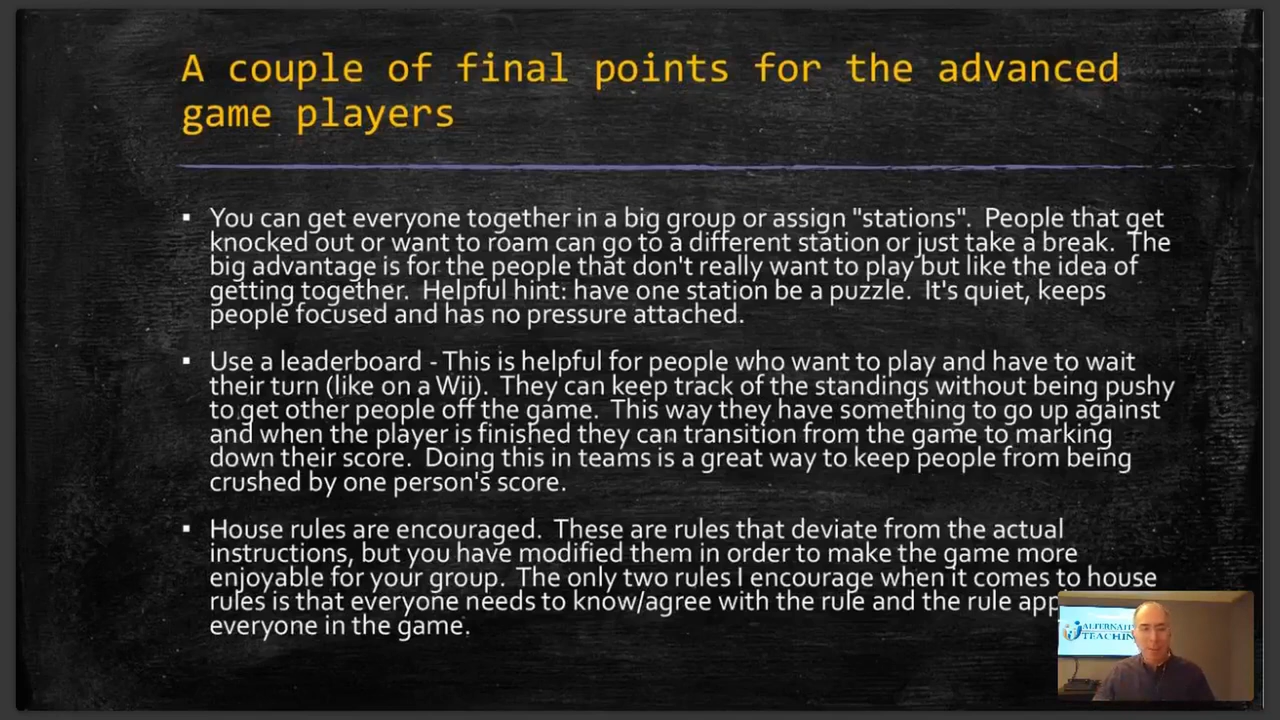 A couple of final points for the advanced
game players
▪ You can get everyone together in a big group or assign "stations".  People that get
knocked out or want to roam can go to a different station or just take a break.  The
big advantage is for the people that don't really want to play but like the idea of
getting together.  Helpful hint: have one station be a puzzle.  It's quiet, keeps
people focused and has no pressure attached.
▪ Use a leaderboard - This is helpful for people who want to play and have to wait
their turn (like on a Wii).  They can keep track of the standings without being pushy
to get other people off the game.  This way they have something to go up against
and when the player is finished they can transition from the game to marking
down their score.  Doing this in teams is a great way to keep people from being
crushed by one person's score.
▪ House rules are encouraged.  These are rules that deviate from the actual
instructions, but you have modified them in order to make the game more
enjoyable for your group.  The only two rules I encourage when it comes to house
rules is that everyone needs to know/agree with the rule and the rule app
everyone in the game.